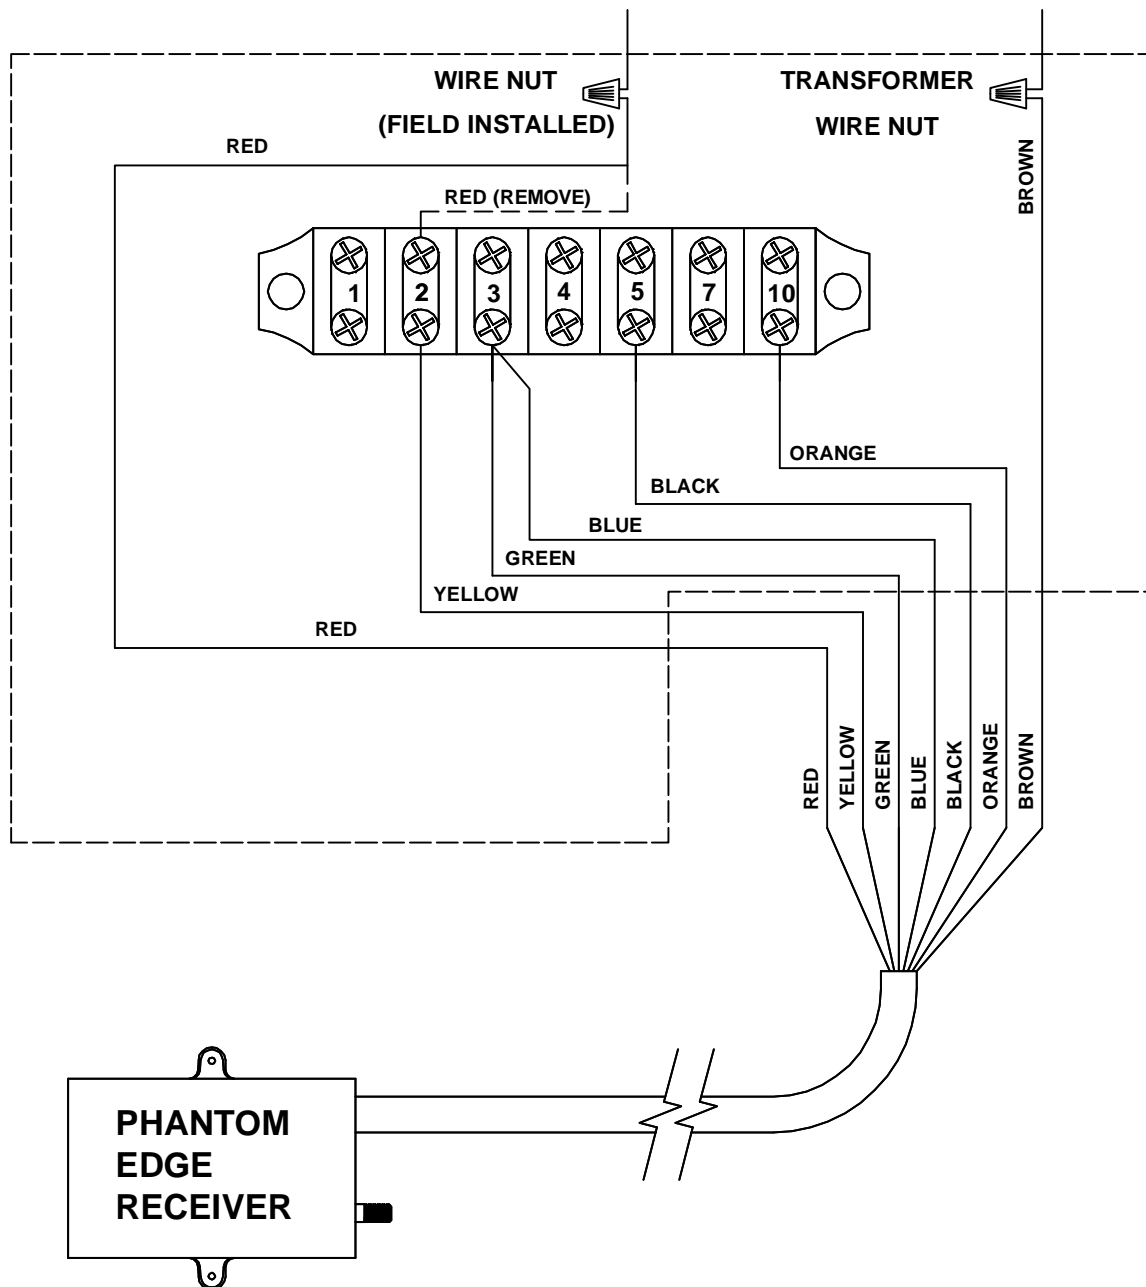 WIRE NUT
(FIELD INSTALLED)
TRANSFORMER
WIRE NUT
RED
BROWN
RED (REMOVE)
1 2 3 4 5 7 10
ORANGE
BLACK
BLUE
GREEN
YELLOW
RED
RED
YELLOW
GREEN
BLUE
BLACK
ORANGE
BROWN
PHANTOM
EDGE
RECEIVER